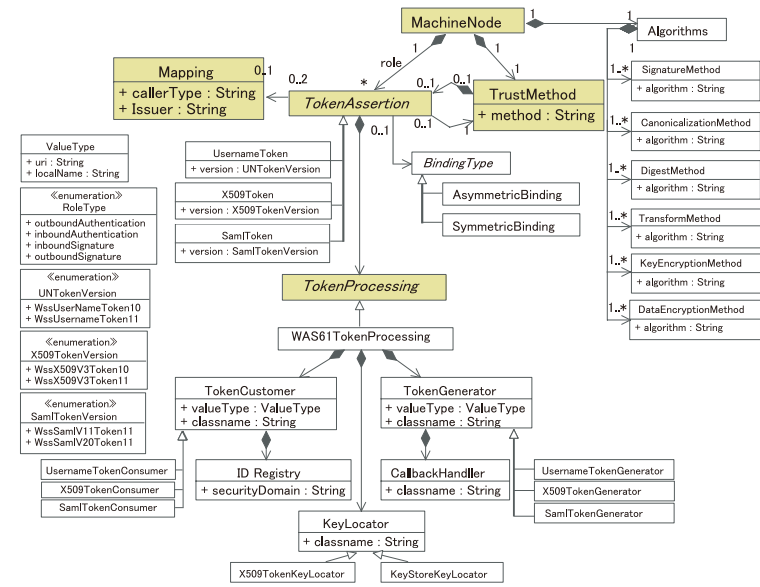 MachineNode
1
1
Algorithms
role
1
1
1
1
Mapping
+ callerType : String
+ Issuer : String
0..1
0..2
*
TokenAssertion
0..1
0..1
0..1
0..1
1
1
TrustMethod
+ method : String
1..*
SignatureMethod
+ algorithm : String
1..*
CanonicalizationMethod
+ algorithm : String
1..*
DigestMethod
+ algorithm : String
1..*
TransformMethod
+ algorithm : String
1..*
KeyEncryptionMethod
+ algorithm : String
1..*
DataEncryptionMethod
+ algorithm : String
ValueType
+ uri : String
+ localName : String
≪enumeration≫
RoleType
+ outboundAuthentication
+ inboundAuthentication
+ inboundSignature
+ outboundSignature
≪enumeration≫
UNTokenVersion
+ WssUserNameToken10
+ WssUsernameToken11
≪enumeration≫
X509TokenVersion
+ WssX509V3Token10
+ WssX509V3Token11
≪enumeration≫
SamlTokenVersion
+ WssSamlV11Token11
+ WssSamlV20Token11
UsernameToken
+ version : UNTokenVersion
X509Token
+ version : X509TokenVersion
SamlToken
+ version : SamlTokenVersion
BindingType
AsymmetricBinding
SymmetricBinding
TokenProcessing
WAS61TokenProcessing
TokenCustomer
+ valueType : ValueType
+ classname : String
TokenGenerator
+ valueType : ValueType
+ classname : String
UsernameTokenConsumer
X509TokenConsumer
SamlTokenConsumer
ID Registry
+ securityDomain : String
CallbackHandler
+ classname : String
UsernameTokenGenerator
X509TokenGenerator
SamlTokenGenerator
KeyLocator
+ classname : String
X509TokenKeyLocator
KeyStoreKeyLocator